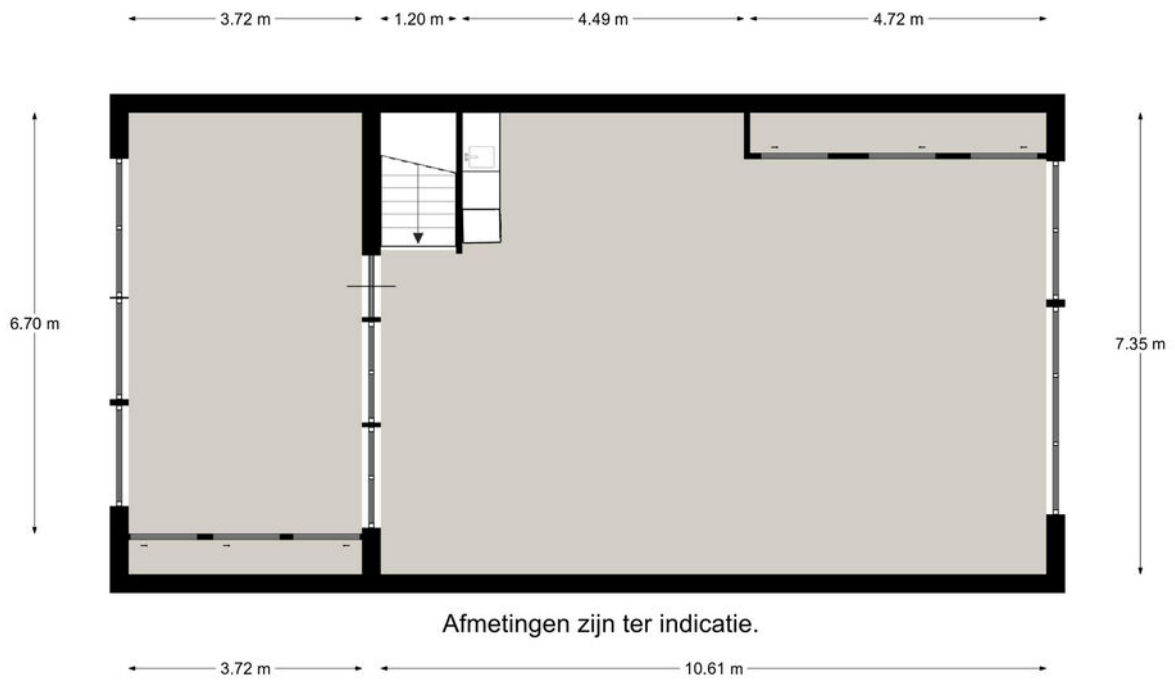 3.72 m
1.20 m
4.49 m
4.72 m
6.70 m
7.35 m
Afmetingen zijn ter indicatie.
3.72 m
10.61 m